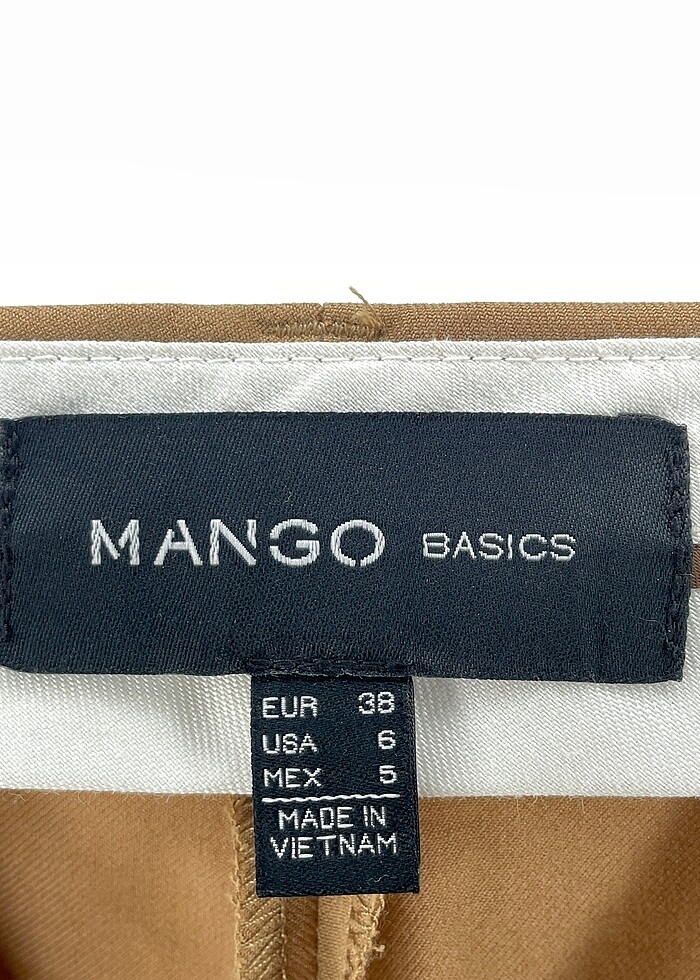 MANGO BASICS
EUR 38
USA 6
MEX 5
MADE IN
VIETNAM